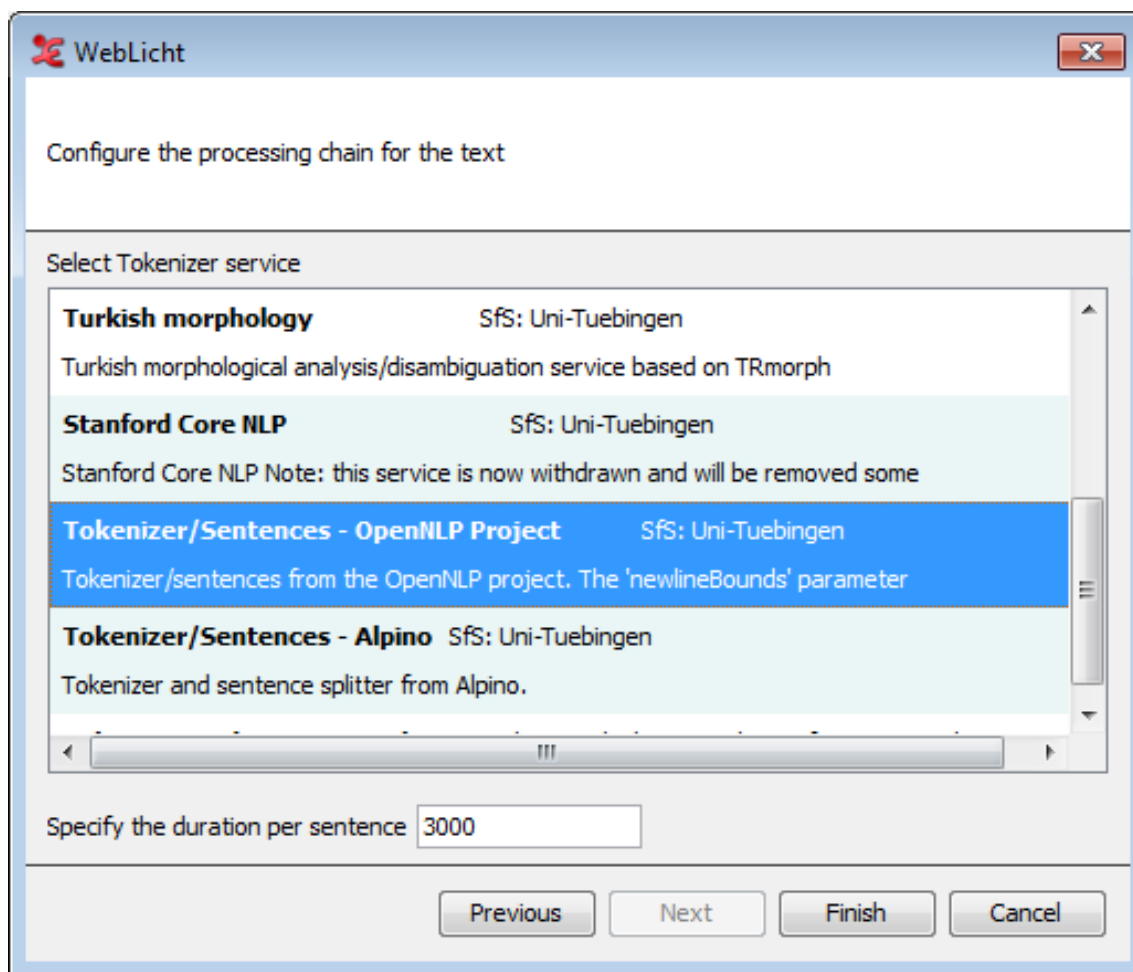 WebLicht
Configure the processing chain for the text
Select Tokenizer service
Turkish morphology SfS: Uni-Tuebingen
Turkish morphological analysis/disambiguation service based on TRmorph
Stanford Core NLP SfS: Uni-Tuebingen
Stanford Core NLP Note: this service is now withdrawn and will be removed some
Tokenizer/Sentences - OpenNLP Project SfS: Uni-Tuebingen
Tokenizer/sentences from the OpenNLP project. The 'newlineBounds' parameter
Tokenizer/Sentences - Alpino SfS: Uni-Tuebingen
Tokenizer and sentence splitter from Alpino.
Specify the duration per sentence 3000
Previous Next Finish Cancel